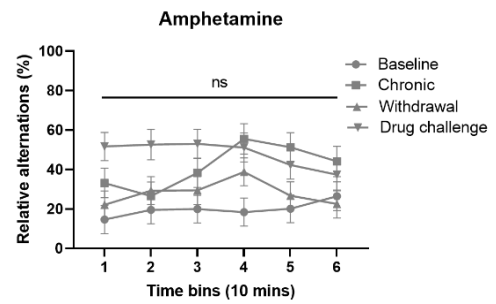 Amphetamine
Relative alternations (%)
100
80
60
40
20
0
ns
Baseline
Chronic
Withdrawal
Drug challenge
1 2 3 4 5 6
Time bins (10 mins)